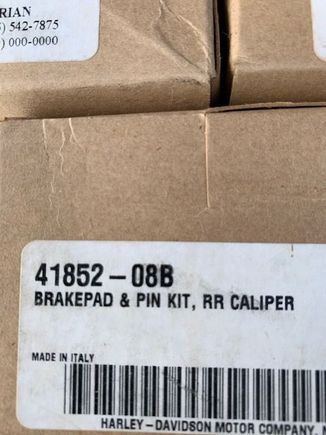 RIAN
542-7875
) 000-0000
41852-08B
BRAKEPAD & PIN KIT, RR CALIPER
MADE IN ITALY
HARLEY-DAVIDSON MOTOR COMPANY,